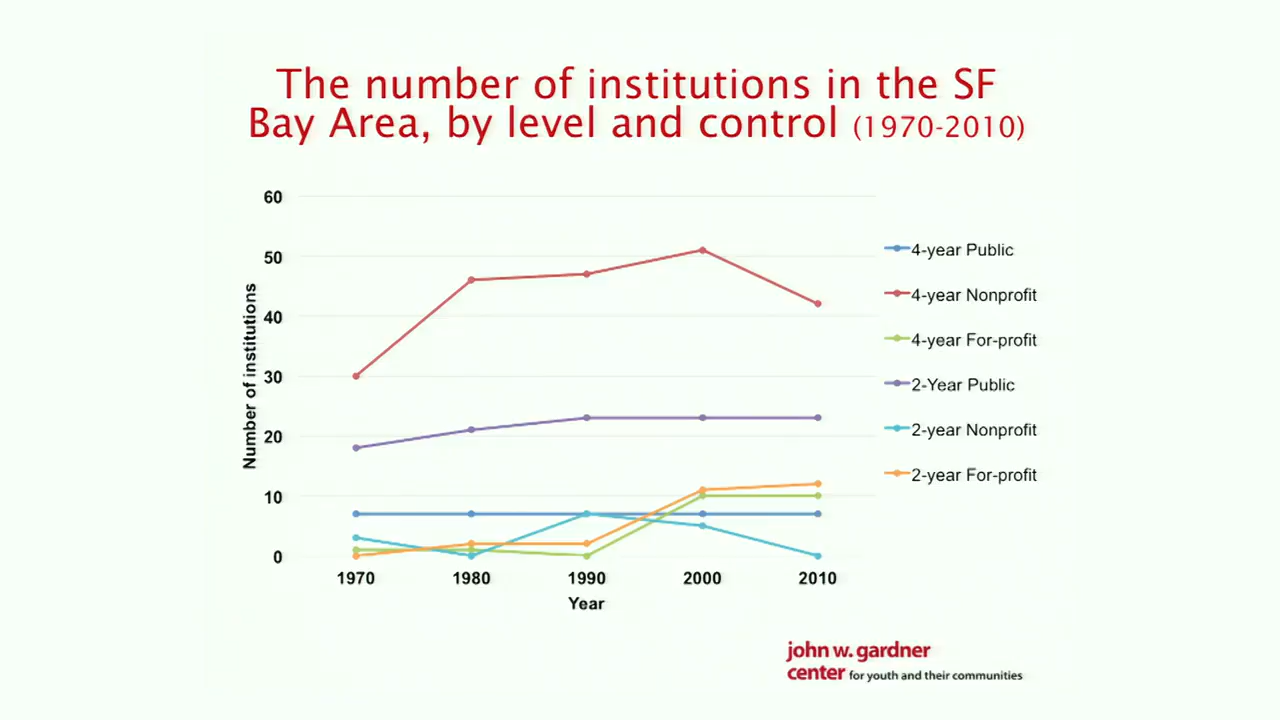 The number of institutions in the SF
Bay Area, by level and control (1970-2010)
60
50
40
30
20
10
0
Number of institutions
1970 1980 1990 2000 2010
Year
4-year Public
4-year Nonprofit
4-year For-profit
2-Year Public
2-year Nonprofit
2-year For-profit
john w. gardner
center for youth and their communities